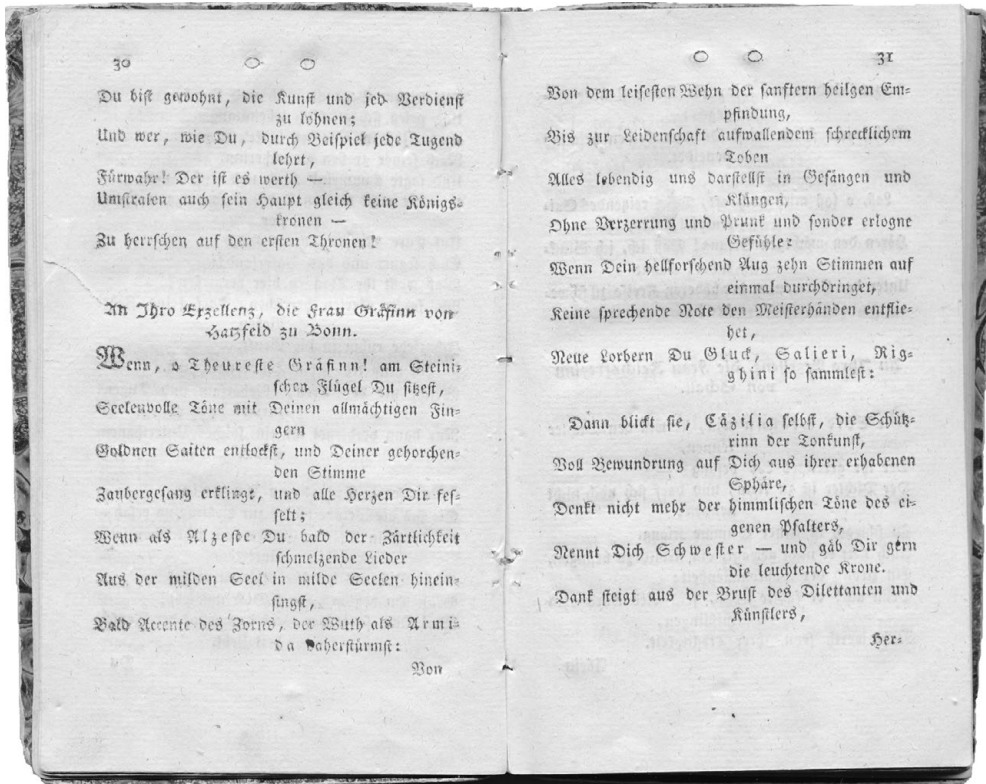 30
Du bist gewohnt, die Kunst und jed Verdienst
zu lohnen;
Und wer, wie Du, durch Beispiel jede Tugend
lehrt,
Fürwahr! Der ist es werth —
Umstralen auch sein Haupt gleich keine Königs-
kronen —
Zu herrschen auf den ersten Thronen!
An Ihro Exzellenz, die Frau Gräfinn von
Hatzfeld zu Bonn.
Wenn, o Theureste Gräfinn! am Steini-
schen Flügel Du sitzest,
Seelenvolle Töne mit Deinen allmächtigen Fin-
gern
Goldnen Saiten entlockst, und Deiner gehorchen-
den Stimme
Zaubergesang erklingt, und alle Herzen Dir fes-
selt;
Wenn als Alzeste Du bald der Zärtlichkeit
schmelzende Lieder
Aus der milden Seel in milde Seelen hinein-
singst,
Bald Accente des Zorns, der Wuth als Armi-
da daherstürmst:
Von
31
Von dem leisesten Wehn der sanftern heilgen Em-
pfindung,
Bis zur Leidenschaft aufwallendem schrecklichem
Toben
Alles lebendig uns darstellst in Gesängen und
Klängen,
Ohne Verzerrung und Prunk und sonder erlogne
Gefühle:
Wenn Dein hellforschend Aug zehn Stimmen auf
einmal durchdringet,
Keine sprechende Note den Meisterhänden entflie-
het,
Neue Lorbern Du Gluck, Salieri, Rig-
ghini so sammlest:
Dann blickt sie, Cäzilia selbst, die Schütz-
rinn der Tonkunst,
Voll Bewundrung auf Dich aus ihrer erhabenen
Sphäre,
Denkt nicht mehr der himmlischen Töne des ei-
genen Psalters,
Nennt Dich Schwester — und gäb Dir gern
die leuchtende Krone.
Dank steigt aus der Brust des Dilettanten und
Künstlers,
Her-